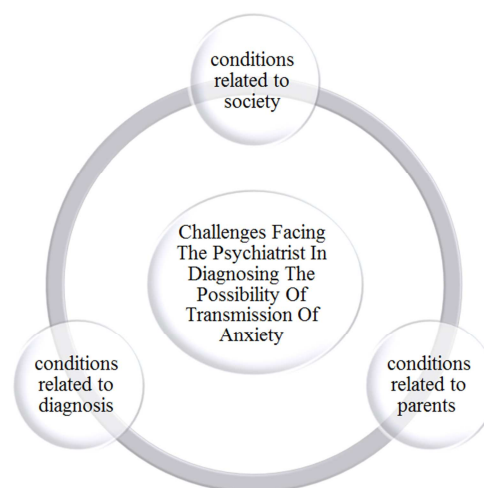 conditions
related to
society
Challenges Facing
The Psychiatrist In
Diagnosing The
Possibility Of
Transmission Of
Anxiety
conditions
related to
diagnosis
conditions
related to
parents